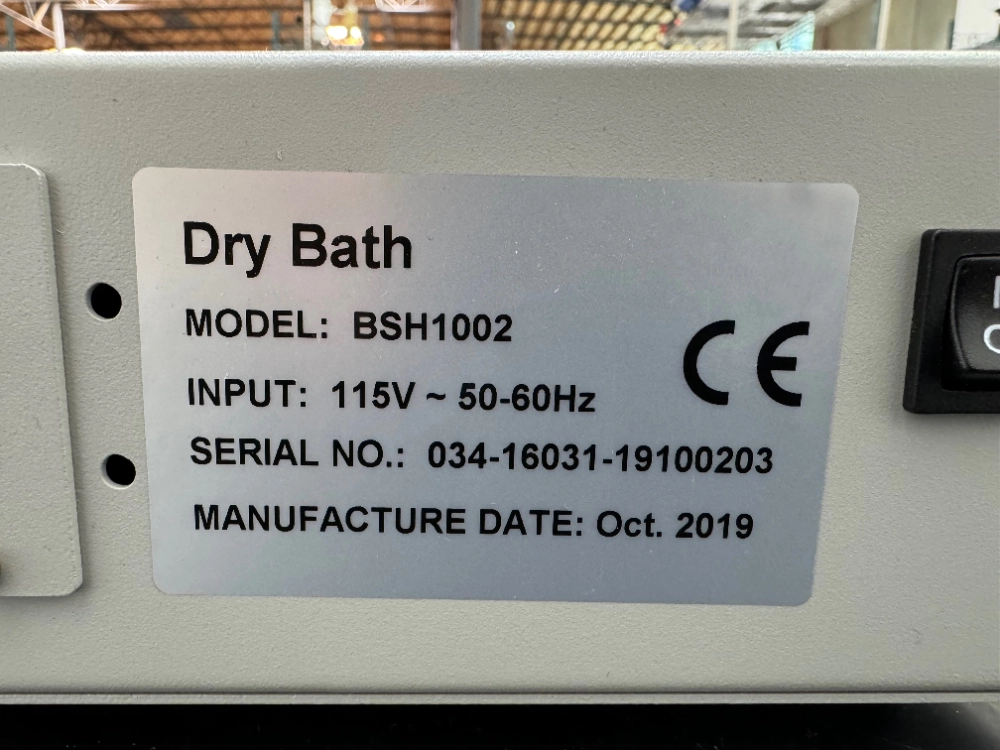 Dry Bath
MODEL: BSH1002
INPUT: 115V ~ 50-60Hz
CE
SERIAL NO.: 034-16031-19100203
MANUFACTURE DATE: Oct. 2019